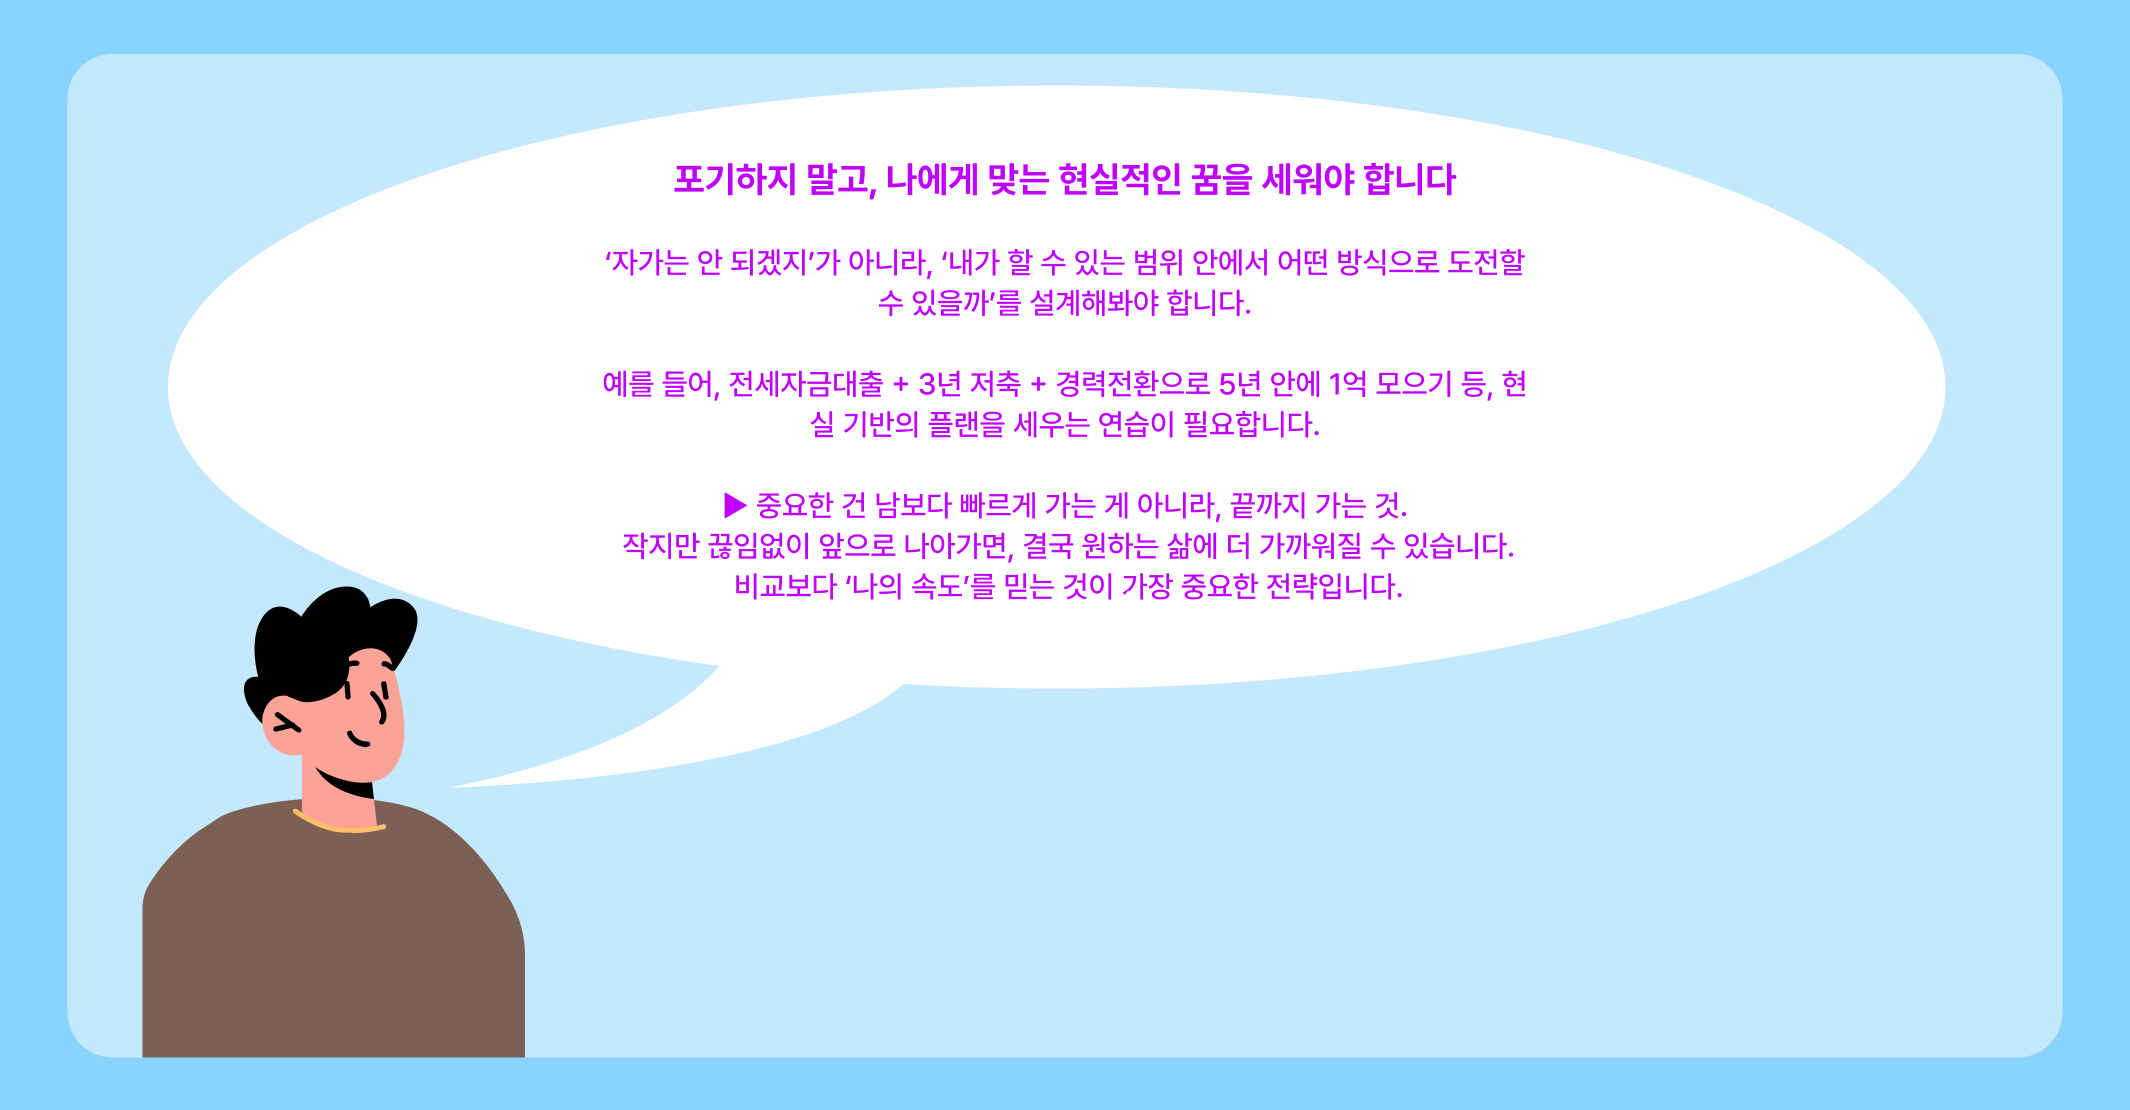 포기하지 말고, 나에게 맞는 현실적인 꿈을 세워야 합니다
‘자가는 안 되겠지’가 아니라, ‘내가 할 수 있는 범위 안에서 어떤 방식으로 도전할
수 있을까’를 설계해봐야 합니다.
예를 들어, 전세자금대출 + 3년 저축 + 경력전환으로 5년 안에 1억 모으기 등, 현
실 기반의 플랜을 세우는 연습이 필요합니다.
▶ 중요한 건 남보다 빠르게 가는 게 아니라, 끝까지 가는 것.
작지만 끊임없이 앞으로 나아가면, 결국 원하는 삶에 더 가까워질 수 있습니다.
비교보다 ‘나의 속도’를 믿는 것이 가장 중요한 전략입니다.